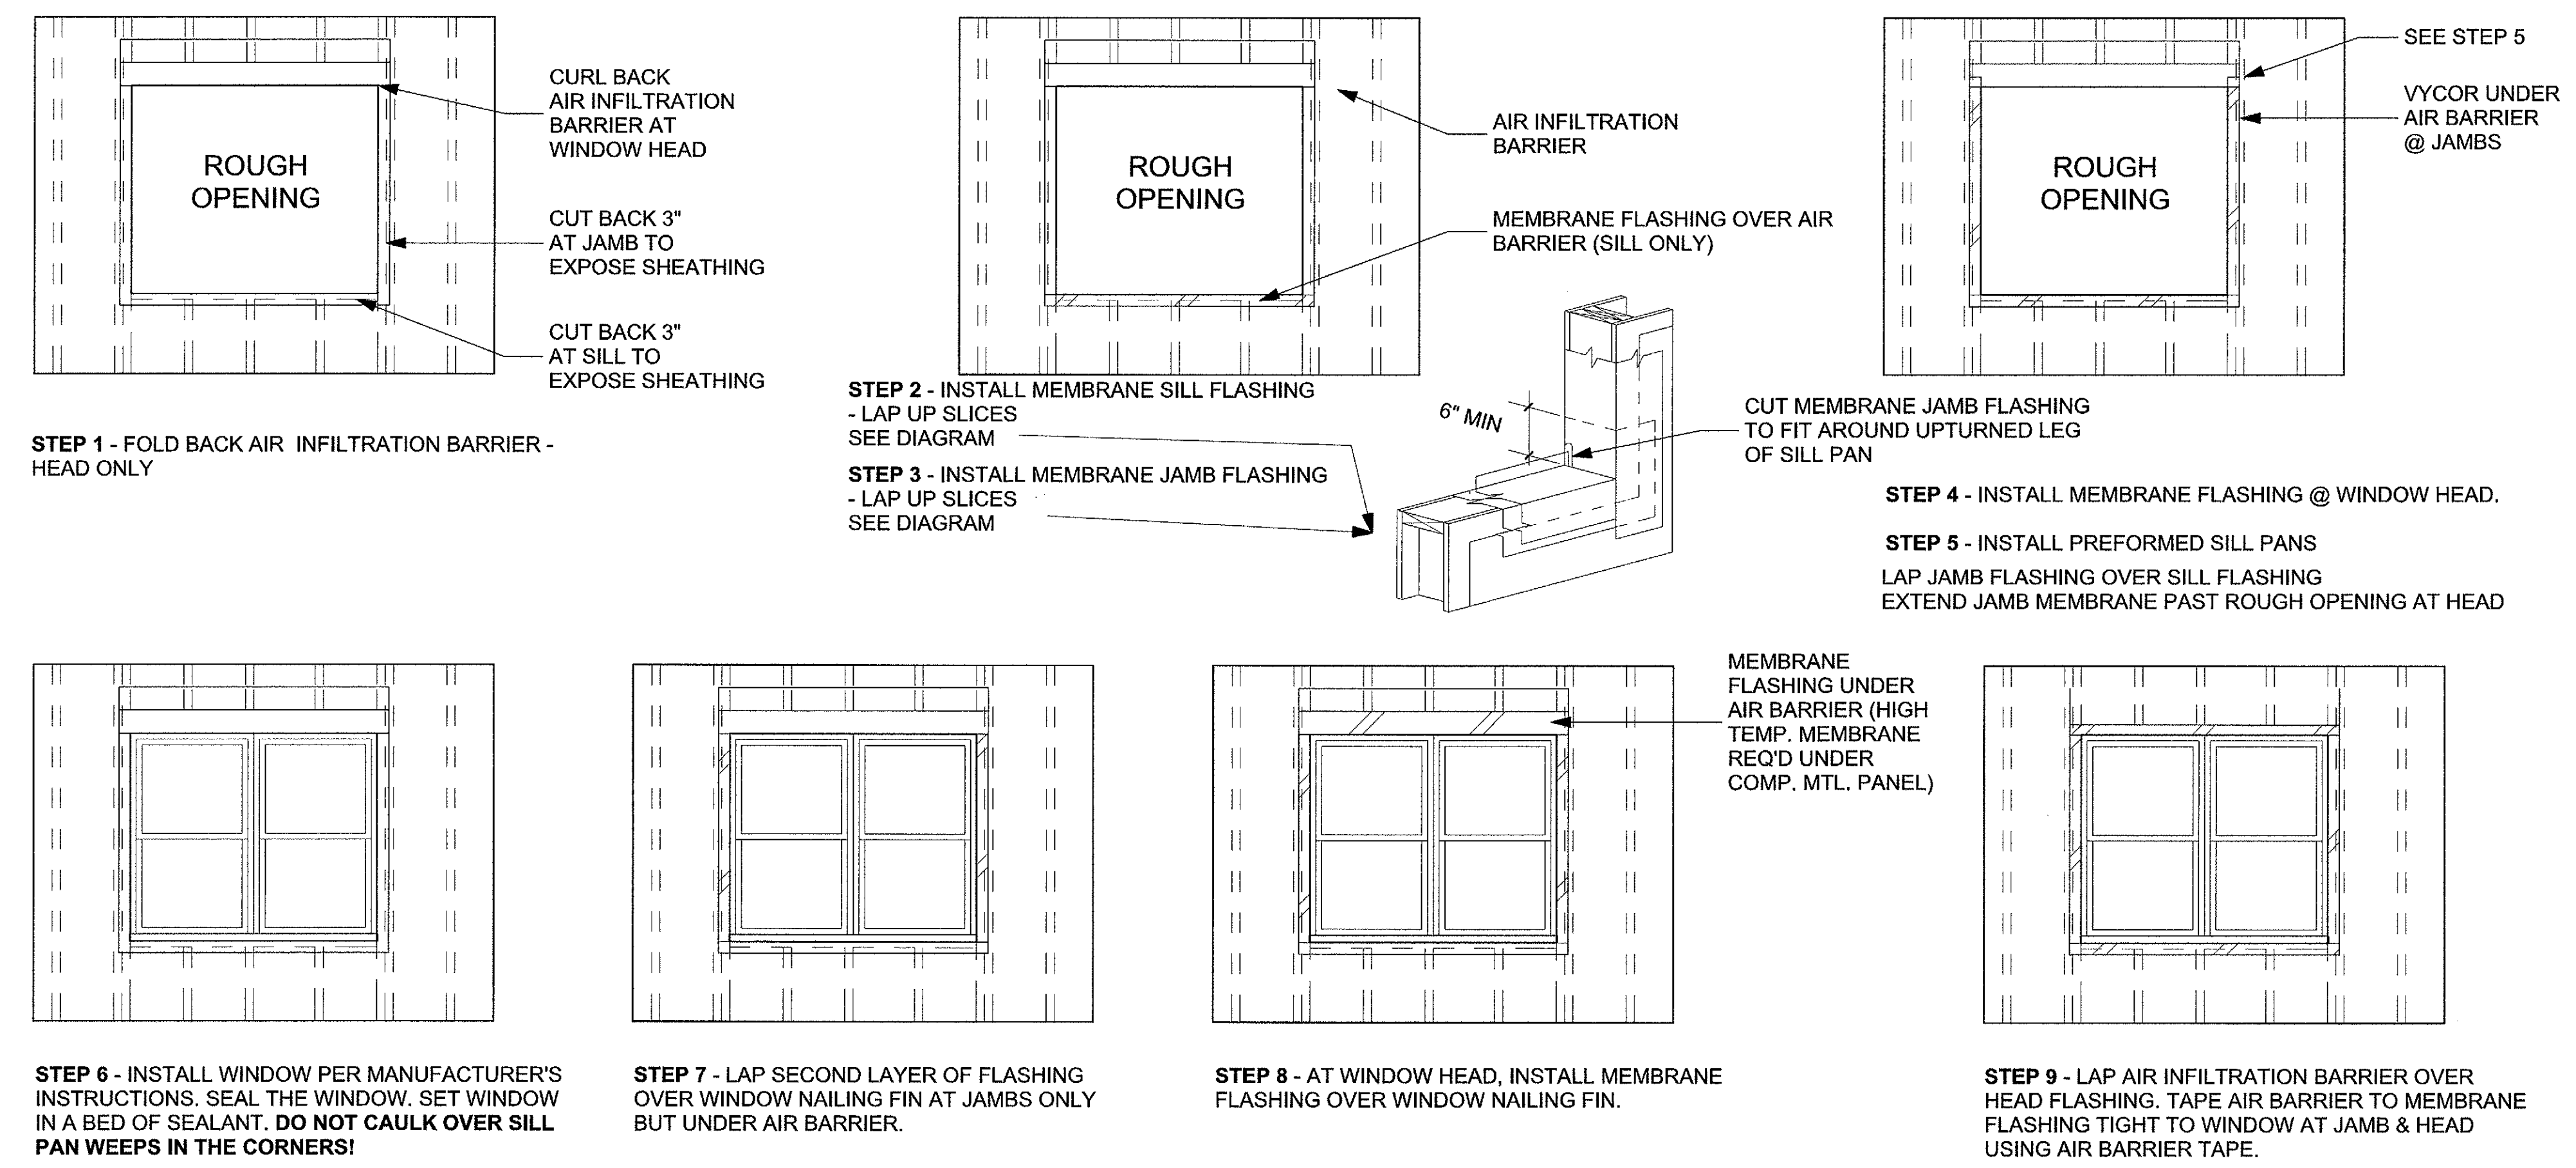 ROUGH
OPENING
CURL BACK
AIR INFILTRATION
BARRIER AT
WINDOW HEAD
CUT BACK 3"
AT JAMB TO
EXPOSE SHEATHING
CUT BACK 3"
AT SILL TO
EXPOSE SHEATHING
STEP 1 - FOLD BACK AIR INFILTRATION BARRIER -
HEAD ONLY
ROUGH
OPENING
AIR INFILTRATION
BARRIER
MEMBRANE FLASHING OVER AIR
BARRIER (SILL ONLY)
STEP 2 - INSTALL MEMBRANE SILL FLASHING
- LAP UP SLICES
SEE DIAGRAM
STEP 3 - INSTALL MEMBRANE JAMB FLASHING
- LAP UP SLICES
SEE DIAGRAM
6" MIN
CUT MEMBRANE JAMB FLASHING
TO FIT AROUND UPTURNED LEG
OF SILL PAN
ROUGH
OPENING
SEE STEP 5
VYCOR UNDER
AIR BARRIER
@ JAMBS
STEP 4 - INSTALL MEMBRANE FLASHING @ WINDOW HEAD.
STEP 5 - INSTALL PREFORMED SILL PANS
LAP JAMB FLASHING OVER SILL FLASHING
EXTEND JAMB MEMBRANE PAST ROUGH OPENING AT HEAD
STEP 6 - INSTALL WINDOW PER MANUFACTURER'S
INSTRUCTIONS. SEAL THE WINDOW. SET WINDOW
IN A BED OF SEALANT. DO NOT CAULK OVER SILL
PAN WEEPS IN THE CORNERS!
STEP 7 - LAP SECOND LAYER OF FLASHING
OVER WINDOW NAILING FIN AT JAMBS ONLY
BUT UNDER AIR BARRIER.
MEMBRANE
FLASHING UNDER
AIR BARRIER (HIGH
TEMP. MEMBRANE
REQ'D UNDER
COMP. MTL. PANEL)
STEP 8 - AT WINDOW HEAD, INSTALL MEMBRANE
FLASHING OVER WINDOW NAILING FIN.
STEP 9 - LAP AIR INFILTRATION BARRIER OVER
HEAD FLASHING. TAPE AIR BARRIER TO MEMBRANE
FLASHING TIGHT TO WINDOW AT JAMB & HEAD
USING AIR BARRIER TAPE.